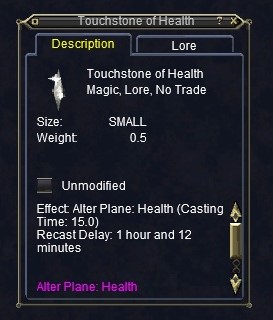 Touchstone of Health ? ×
Description Lore
Touchstone of Health
Magic, Lore, No Trade
Size: SMALL
Weight: 0.5
Unmodified
Effect: Alter Plane: Health (Casting
Time: 15.0)
Recast Delay: 1 hour and 12
minutes
Alter Plane: Health